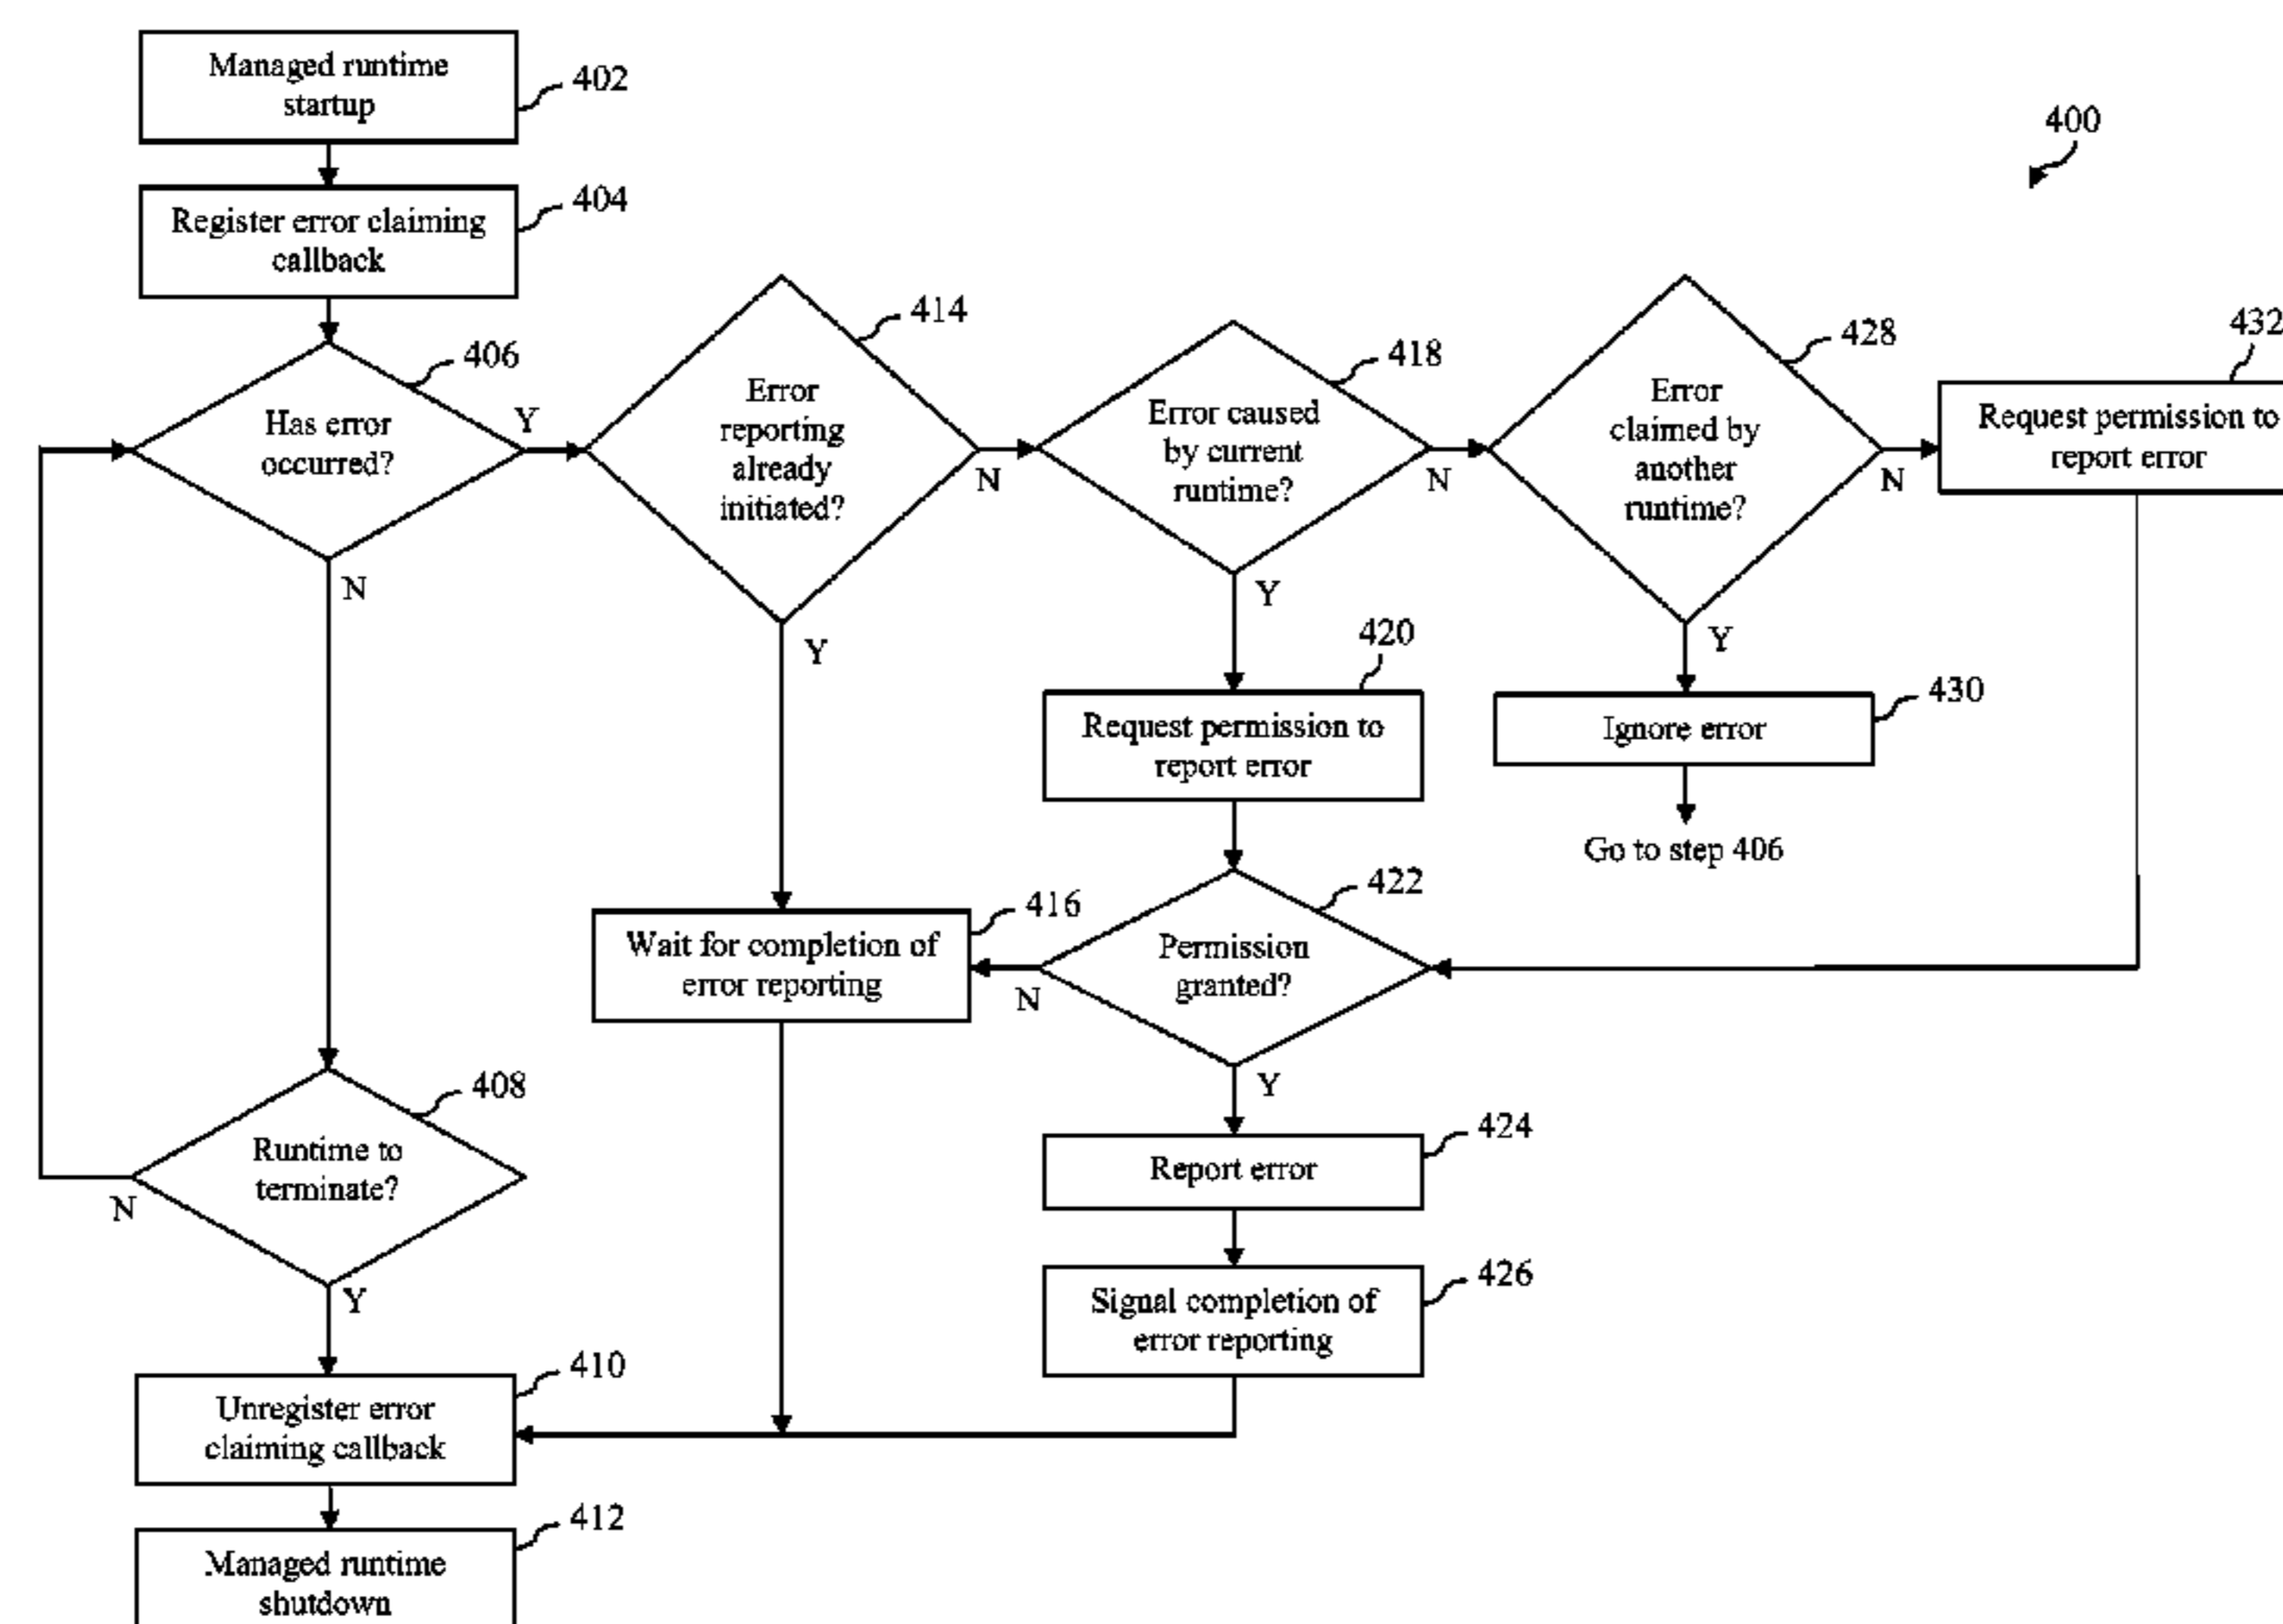 Managed runtime
startup
402
400
Register error claiming
callback
404
Has error
occurred?
406
Y
N
Error
reporting
already
initiated?
414
N
Y
Error caused
by current
runtime?
418
N
Y
Error
claimed by
another
runtime?
428
N
Y
432
Request permission to
report error
420
Request permission to
report error
Ignore error
430
Go to step 406
Wait for completion of
error reporting
416
Permission
granted?
422
N
Y
Runtime to
terminate?
408
N
Y
Report error
424
Signal completion of
error reporting
426
Unregister error
claiming callback
410
Managed runtime
shutdown
412